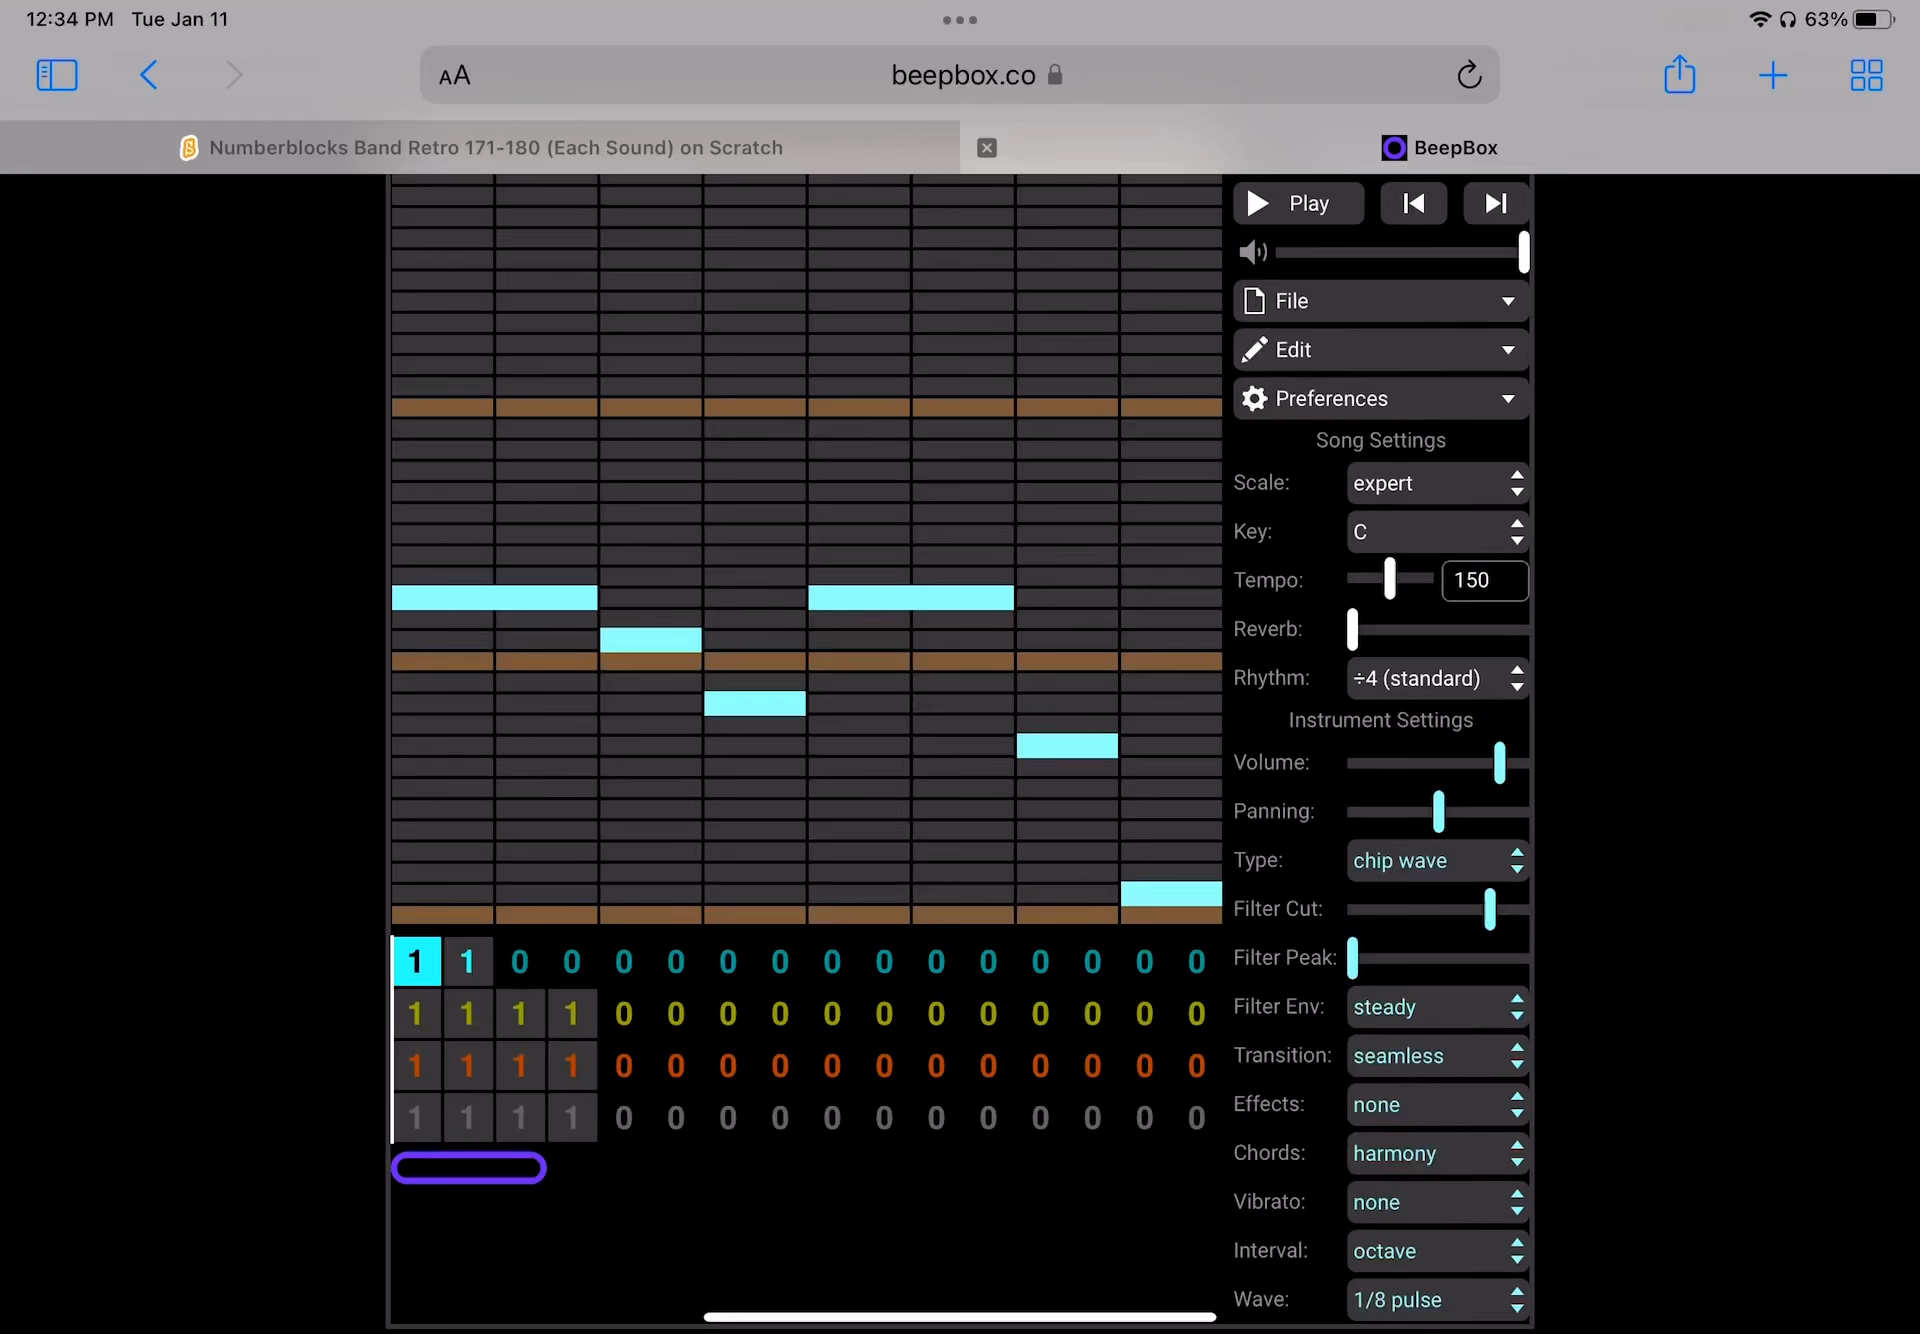 12:34 PM Tue Jan 11
63%
AA
beepbox.co
Numberblocks Band Retro 171-180 (Each Sound) on Scratch
BeepBox
Play
File
Edit
Preferences
Song Settings
Scale: expert
Key: C
Tempo: 150
Reverb:
Rhythm: ÷4 (standard)
Instrument Settings
Volume:
Panning:
Type: chip wave
Filter Cut:
Filter Peak:
Filter Env: steady
Transition: seamless
Effects: none
Chords: harmony
Vibrato: none
Interval: octave
Wave: 1/8 pulse
1 1 0 0 0 0 0 0 0 0 0 0 0 0 0 0
1 1 1 1 0 0 0 0 0 0 0 0 0 0 0 0
1 1 1 1 0 0 0 0 0 0 0 0 0 0 0 0
1 1 1 1 0 0 0 0 0 0 0 0 0 0 0 0